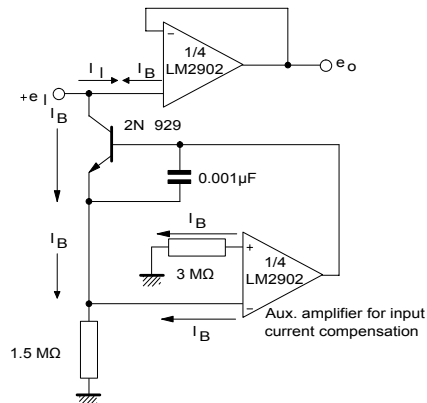 1/4
LM2902
e o
I I
I B
+e I
I B
2N 929
0.001µF
I B
I B
3 MΩ
1/4
LM2902
Aux. amplifier for input
current compensation
I B
1.5 MΩ